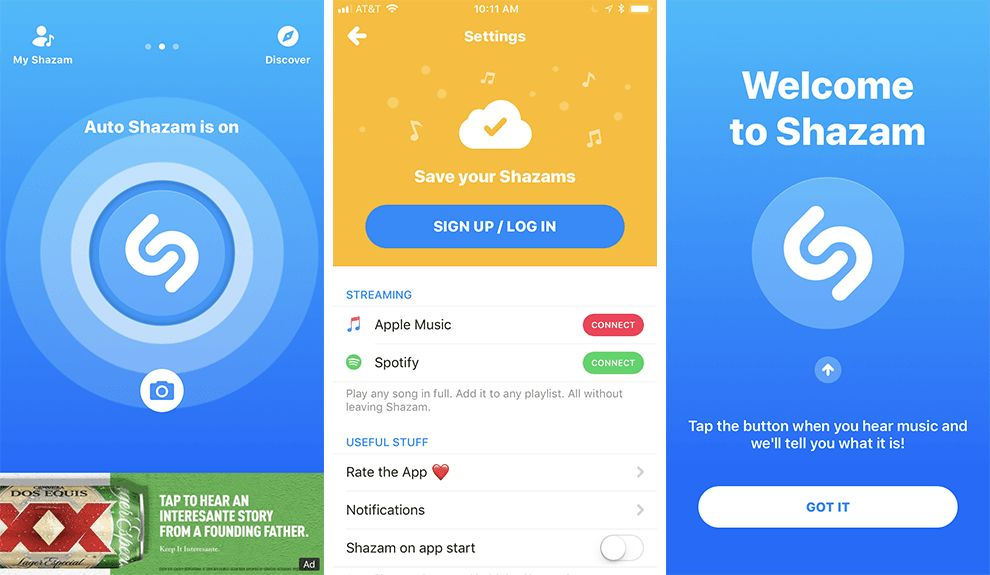 My Shazam
Discover
Auto Shazam is on
CERVEZA
DOS EQUIS
XX
Lager Especial
TAP TO HEAR AN
INTERESANTE STORY
FROM A FOUNDING FATHER.
Keep It Interesante.
Ad
AT&T
10:11 AM
Settings
Save your Shazams
SIGN UP / LOG IN
STREAMING
Apple Music
CONNECT
Spotify
CONNECT
Play any song in full. Add it to any playlist. All without
leaving Shazam.
USEFUL STUFF
Rate the App ❤️
Notifications
Shazam on app start
Welcome
to Shazam
Tap the button when you hear music and
we'll tell you what it is!
GOT IT